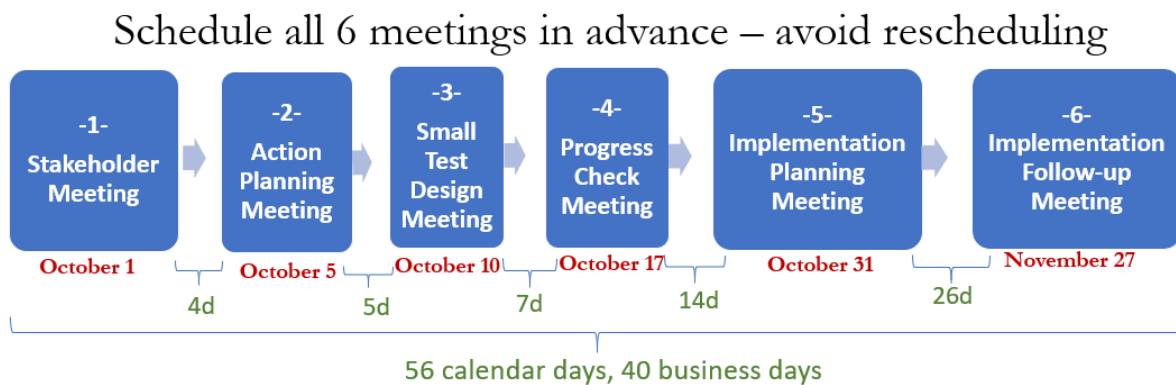 Schedule all 6 meetings in advance – avoid rescheduling
-1-
Stakeholder
Meeting
October 1
-2-
Action
Planning
Meeting
October 5
-3-
Small
Test
Design
Meeting
October 10
-4-
Progress
Check
Meeting
October 17
-5-
Implementation
Planning
Meeting
October 31
-6-
Implementation
Follow-up
Meeting
November 27
4d
5d
7d
14d
26d
56 calendar days, 40 business days